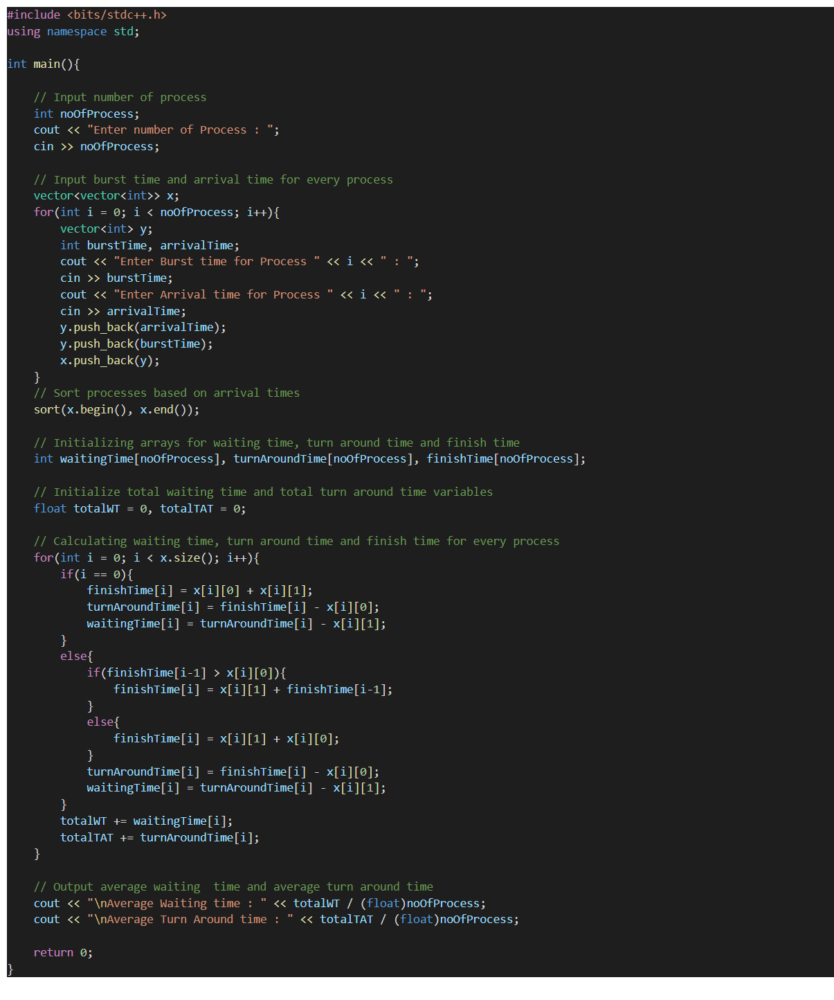 #include <bits/stdc++.h>
using namespace std;

int main(){

    // Input number of process
    int noOfProcess;
    cout << "Enter number of Process : ";
    cin >> noOfProcess;

    // Input burst time and arrival time for every process
    vector<vector<int>> x;
    for(int i = 0; i < noOfProcess; i++){
        vector<int> y;
        int burstTime, arrivalTime;
        cout << "Enter Burst time for Process " << i << " : ";
        cin >> burstTime;
        cout << "Enter Arrival time for Process " << i << " : ";
        cin >> arrivalTime;
        y.push_back(arrivalTime);
        y.push_back(burstTime);
        x.push_back(y);
    }
    // Sort processes based on arrival times
    sort(x.begin(), x.end());

    // Initializing arrays for waiting time, turn around time and finish time
    int waitingTime[noOfProcess], turnAroundTime[noOfProcess], finishTime[noOfProcess];

    // Initialize total waiting time and total turn around time variables
    float totalWT = 0, totalTAT = 0;

    // Calculating waiting time, turn around time and finish time for every process
    for(int i = 0; i < x.size(); i++){
        if(i == 0){
            finishTime[i] = x[i][0] + x[i][1];
            turnAroundTime[i] = finishTime[i] - x[i][0];
            waitingTime[i] = turnAroundTime[i] - x[i][1];
        }
        else{
            if(finishTime[i-1] > x[i][0]){
                finishTime[i] = x[i][1] + finishTime[i-1];
            }
            else{
                finishTime[i] = x[i][1] + x[i][0];
            }
            turnAroundTime[i] = finishTime[i] - x[i][0];
            waitingTime[i] = turnAroundTime[i] - x[i][1];
        }
        totalWT += waitingTime[i];
        totalTAT += turnAroundTime[i];
    }

    // Output average waiting  time and average turn around time
    cout << "\nAverage Waiting time : " << totalWT / (float)noOfProcess;
    cout << "\nAverage Turn Around time : " << totalTAT / (float)noOfProcess;

    return 0;
}